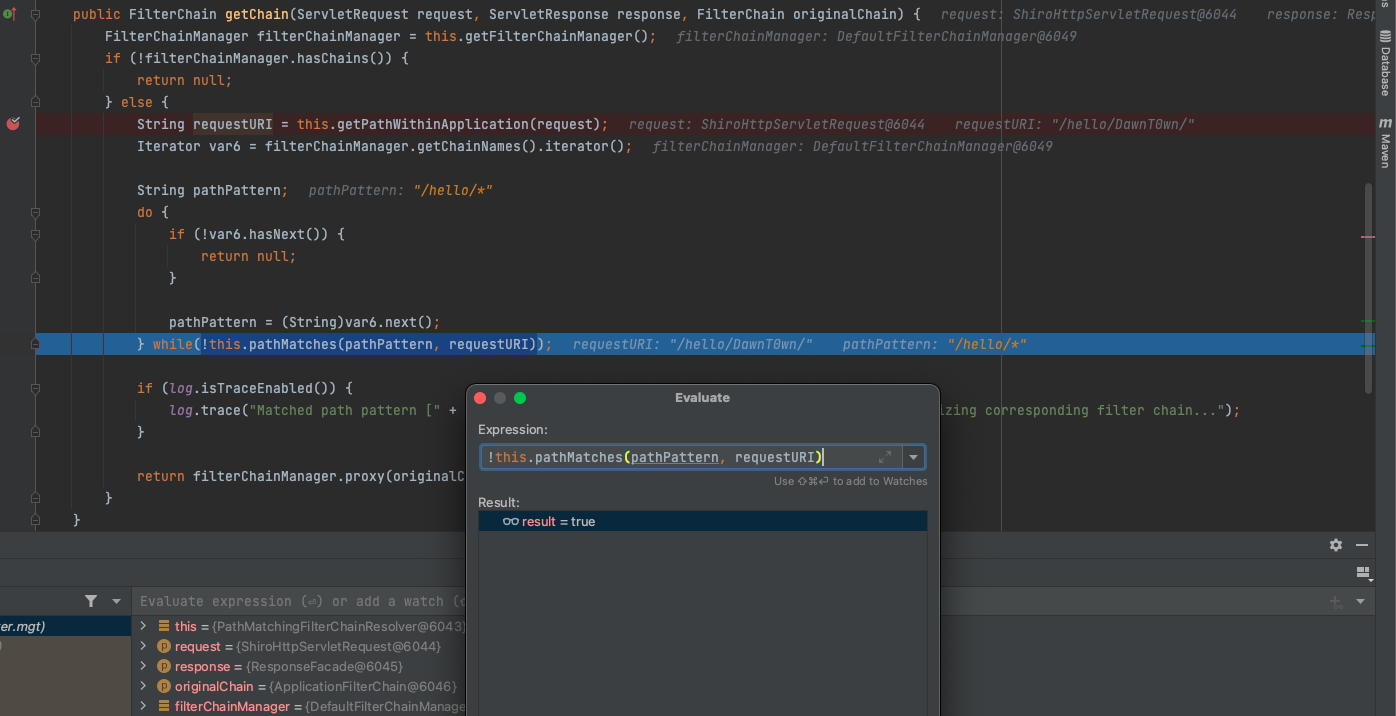 public FilterChain getChain(ServletRequest request, ServletResponse response, FilterChain originalChain) { request: ShiroHttpServletRequest@6044 response: Resp
FilterChainManager filterChainManager = this.getFilterChainManager(); filterChainManager: DefaultFilterChainManager@6049
if (!filterChainManager.hasChains()) {
return null;
} else {
String requestURI = this.getPathWithinApplication(request); request: ShiroHttpServletRequest@6044 requestURI: "/hello/DawnT0wn/"
Iterator var6 = filterChainManager.getChainNames().iterator(); filterChainManager: DefaultFilterChainManager@6049
String pathPattern; pathPattern: "/hello/*"
do {
if (!var6.hasNext()) {
return null;
}
pathPattern = (String)var6.next();
} while(!this.pathMatches(pathPattern, requestURI)); requestURI: "/hello/DawnT0wn/" pathPattern: "/hello/*"
if (log.isTraceEnabled()) {
log.trace("Matched path pattern [" + izing corresponding filter chain...");
}
return filterChainManager.proxy(originalC
}
}
Database
m Maven
Evaluate
Expression:
!this.pathMatches(pathPattern, requestURI)
Use ⇧⌘⏎ to add to Watches
Result:
result = true
Evaluate expression (⏎) or add a watch (
er.mgt)
this = {PathMatchingFilterChainResolver@6043}
request = {ShiroHttpServletRequest@6044}
response = {ResponseFacade@6045}
originalChain = {ApplicationFilterChain@6046}
filterChainManager = {DefaultFilterChainManage